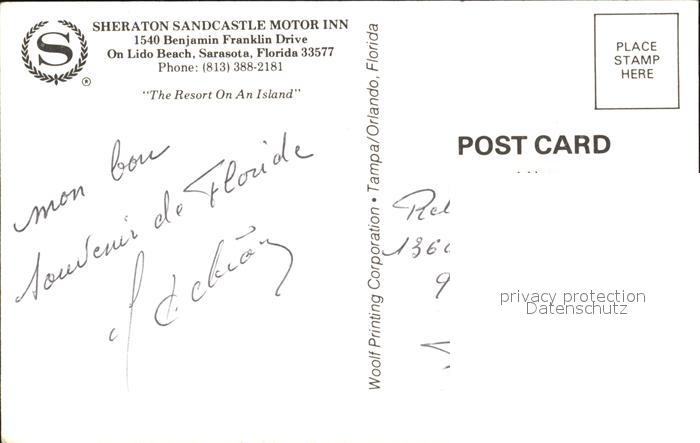 SHERATON SANDCASTLE MOTOR INN
1540 Benjamin Franklin Drive
On Lido Beach, Sarasota, Florida 33577
Phone: (813) 388-2181
"The Resort On An Island"
S
®
mon bon
souvenir de Floride
Woolf Printing Corporation • Tampa/Orlando, Florida
PLACE
STAMP
HERE
POST CARD
1360
9
privacy protection
Datenschutz